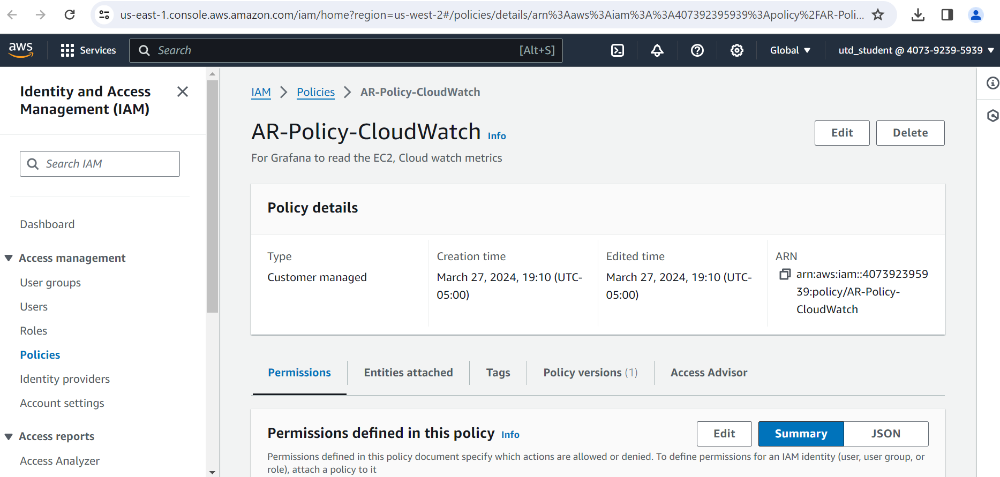 us-east-1.console.aws.amazon.com/iam/home?region=us-west-2#/policies/details/arn%3Aaws%3Aiam%3A%3A407392395939%3Apolicy%2FAR-Poli...
aws
Services
Search
[Alt+S]
Global
utd_student @ 4073-9239-5939
Identity and Access
Management (IAM)
Search IAM
Dashboard
Access management
User groups
Users
Roles
Policies
Identity providers
Account settings
Access reports
Access Analyzer
IAM
Policies
AR-Policy-CloudWatch
AR-Policy-CloudWatch Info
Edit
Delete
For Grafana to read the EC2, Cloud watch metrics
Policy details
Type
Customer managed
Creation time
March 27, 2024, 19:10 (UTC-
05:00)
Edited time
March 27, 2024, 19:10 (UTC-
05:00)
ARN
arn:aws:iam::4073923959
39:policy/AR-Policy-
CloudWatch
Permissions
Entities attached
Tags
Policy versions (1)
Access Advisor
Permissions defined in this policy Info
Edit
Summary
JSON
Permissions defined in this policy document specify which actions are allowed or denied. To define permissions for an IAM identity (user, user group, or
role), attach a policy to it